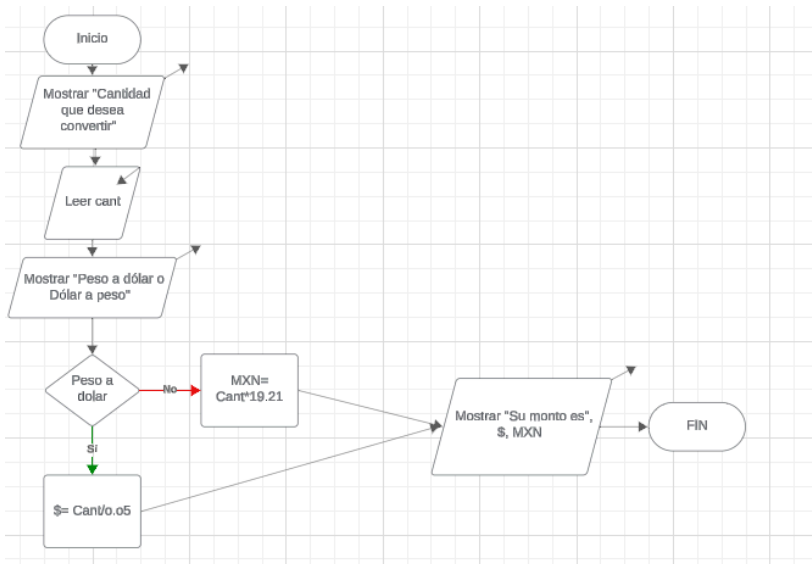 Inicio
Mostrar "Cantidad
que desea
convertir"
Leer cant
Mostrar "Peso a dólar o
Dólar a peso"
Peso a
dolar
No
MXN=
Cant*19.21
Si
$= Cant/o.o5
Mostrar "Su monto es",
$, MXN
FIN